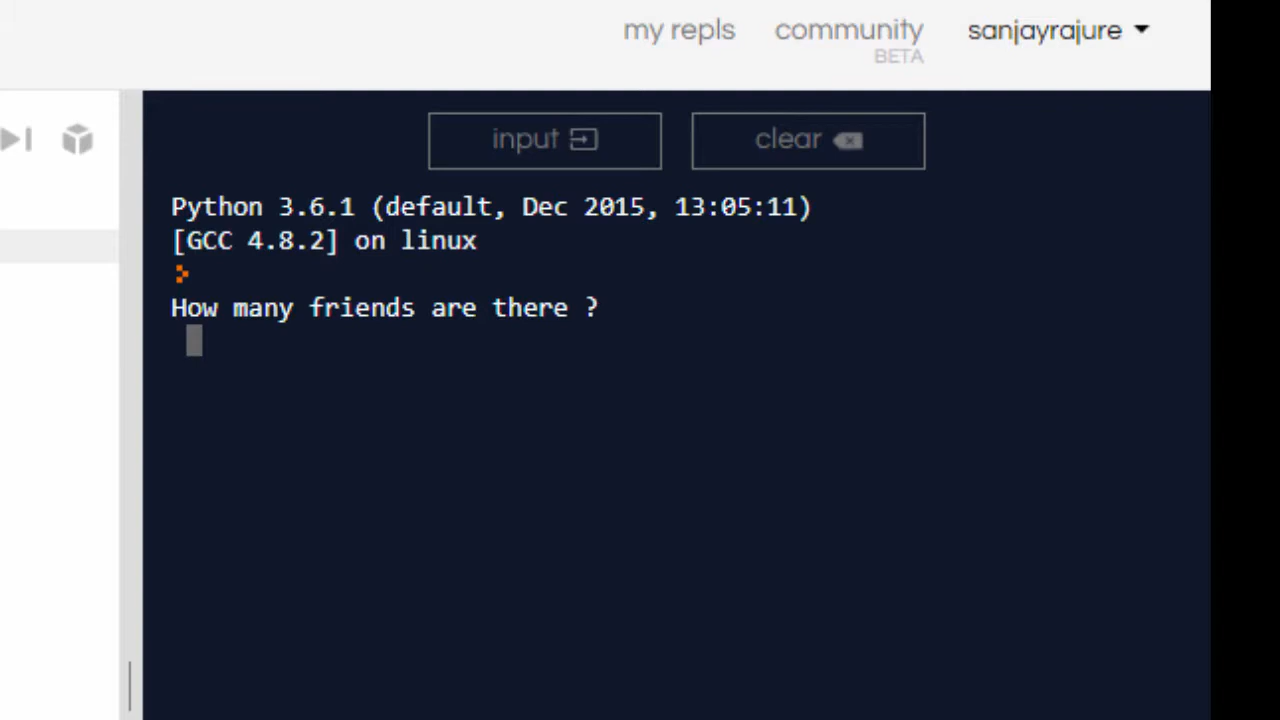 my repls community sanjayrajure
BETA
input clear
Python 3.6.1 (default, Dec 2015, 13:05:11)
[GCC 4.8.2] on linux
How many friends are there ?